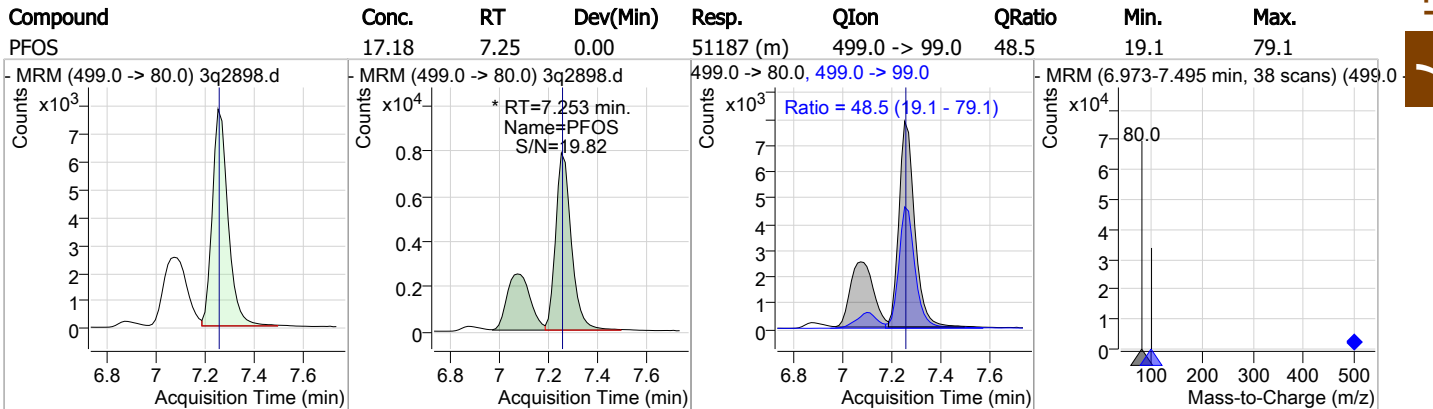 Compound Conc. RT Dev(Min) Resp. QIon QRatio Min. Max.
PFOS 17.18 7.25 0.00 51187 (m) 499.0 -> 99.0 48.5 19.1 79.1
- MRM (499.0 -> 80.0) 3q2898.d
Counts
x10³
7
6
5
4
3
2
1
0
6.8 7 7.2 7.4 7.6
Acquisition Time (min)
- MRM (499.0 -> 80.0) 3q2898.d
Counts
x10⁴
* RT=7.253 min.
Name=PFOS
S/N=19.82
0.8
0.6
0.4
0.2
0
6.8 7 7.2 7.4 7.6
Acquisition Time (min)
499.0 -> 80.0, 499.0 -> 99.0
Counts
x10³
Ratio = 48.5 (19.1 - 79.1)
7
6
5
4
3
2
1
0
6.8 7 7.2 7.4 7.6
Acquisition Time (min)
- MRM (6.973-7.495 min, 38 scans) (499.0 -
Counts
x10⁴
80.0
7
6
5
4
3
2
1
0
100 200 300 400 500
Mass-to-Charge (m/z)